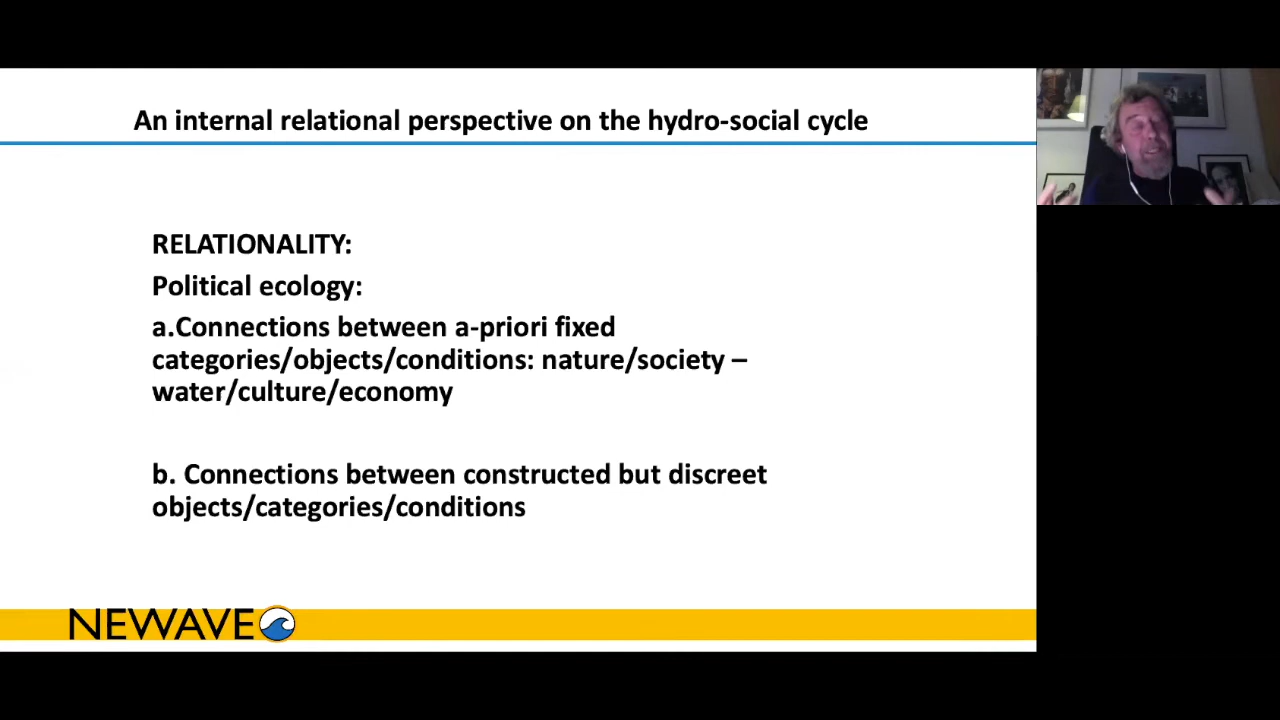 An internal relational perspective on the hydro-social cycle
RELATIONALITY:
Political ecology:
a.Connections between a-priori fixed
categories/objects/conditions: nature/society –
water/culture/economy
b. Connections between constructed but discreet
objects/categories/conditions
NEWAVE